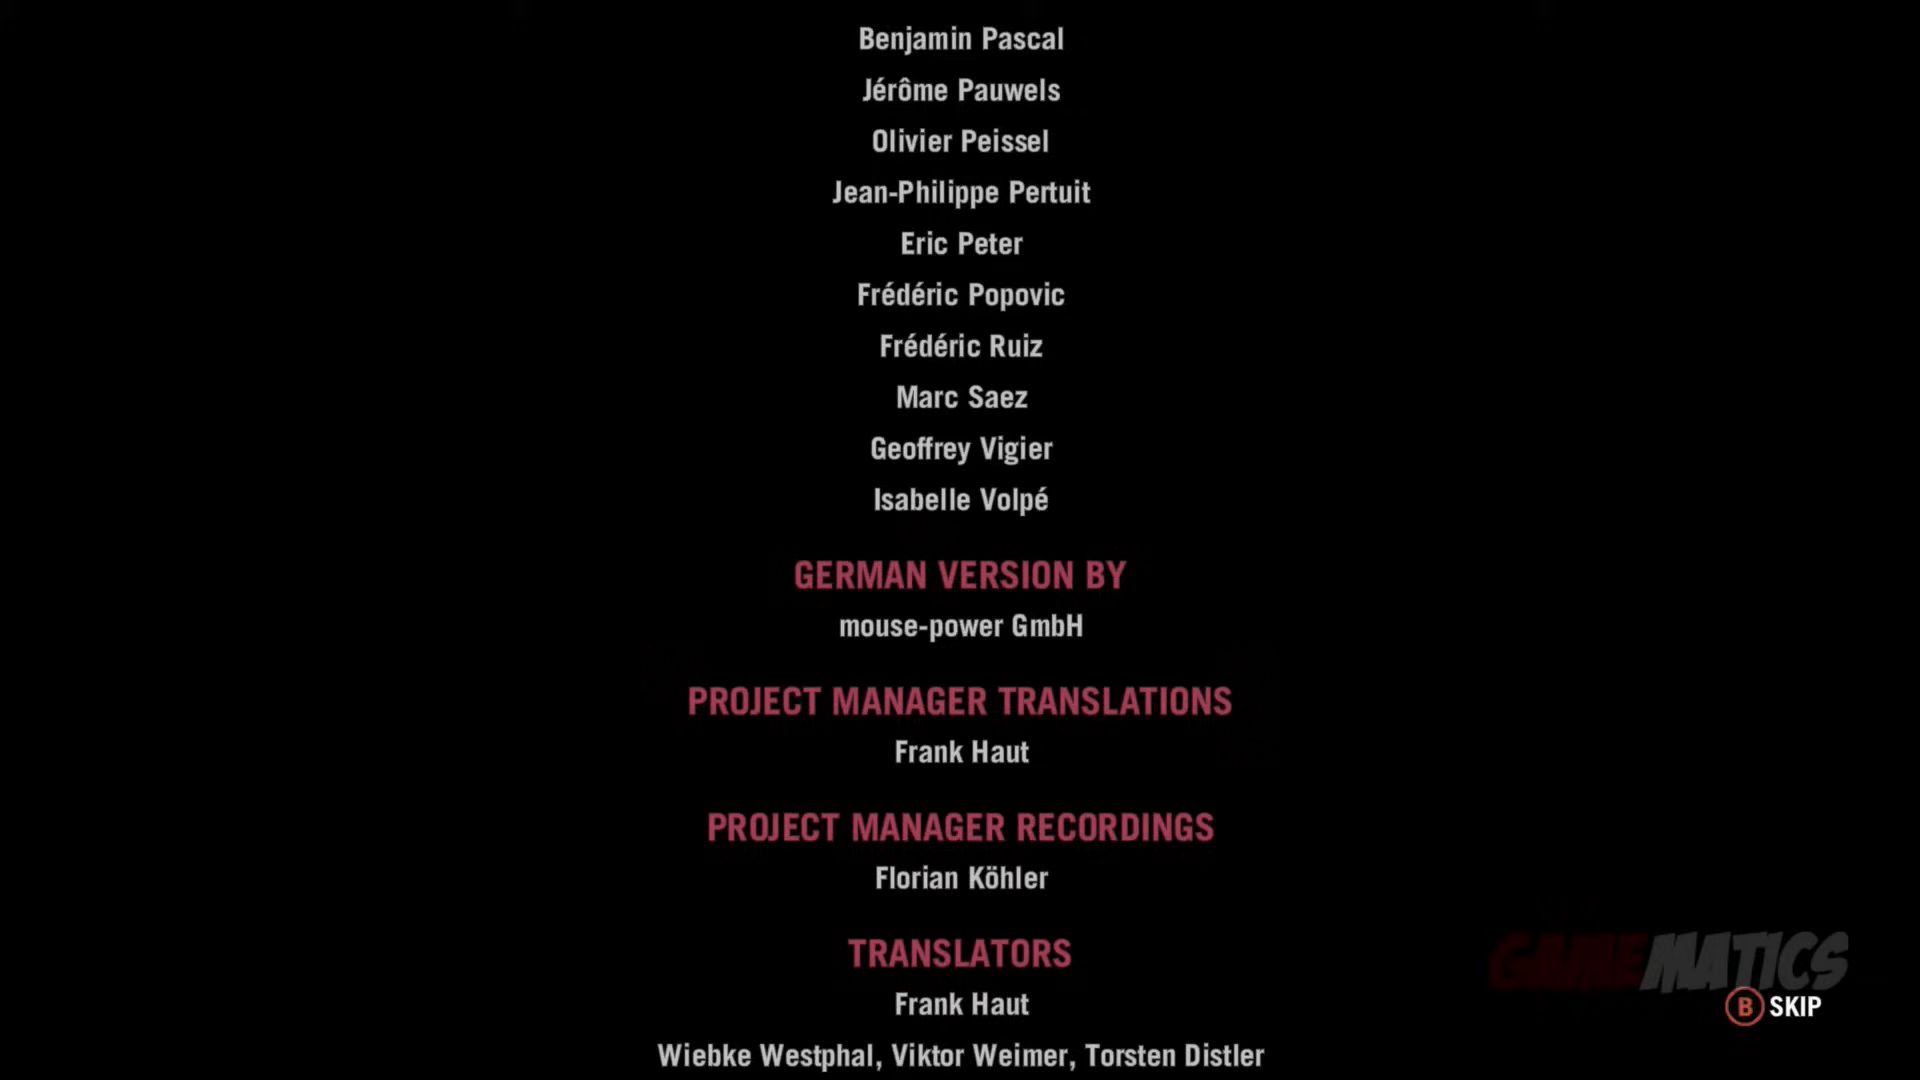 Benjamin Pascal
Jérôme Pauwels
Olivier Peissel
Jean-Philippe Pertuit
Eric Peter
Frédéric Popovic
Frédéric Ruiz
Marc Saez
Geoffrey Vigier
Isabelle Volpé
GERMAN VERSION BY
mouse-power GmbH
PROJECT MANAGER TRANSLATIONS
Frank Haut
PROJECT MANAGER RECORDINGS
Florian Köhler
TRANSLATORS
Frank Haut
Wiebke Westphal, Viktor Weimer, Torsten Distler
GAMEMATICS
B SKIP